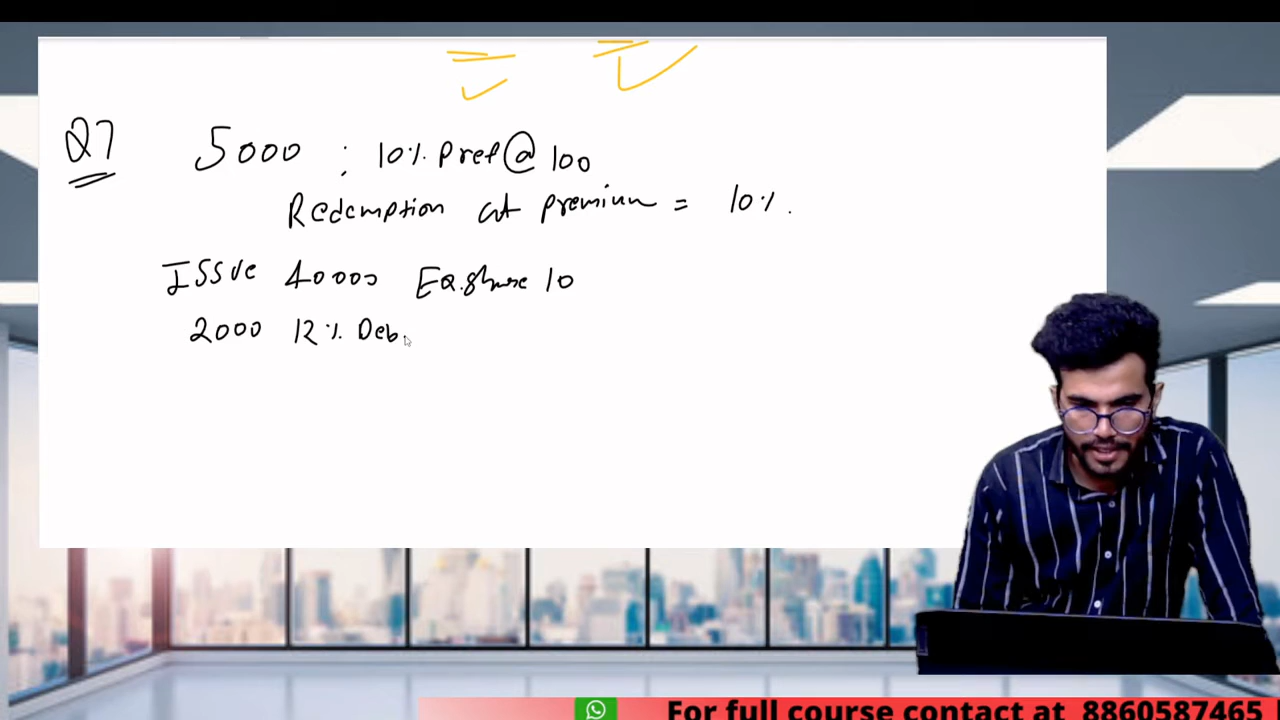 Q7 5000 : 10% Pref @ 100
Redemption at premium = 10%.
Issue 40000 Eq. share 10
2000 12% Deb.
For full course contact at 8860587465